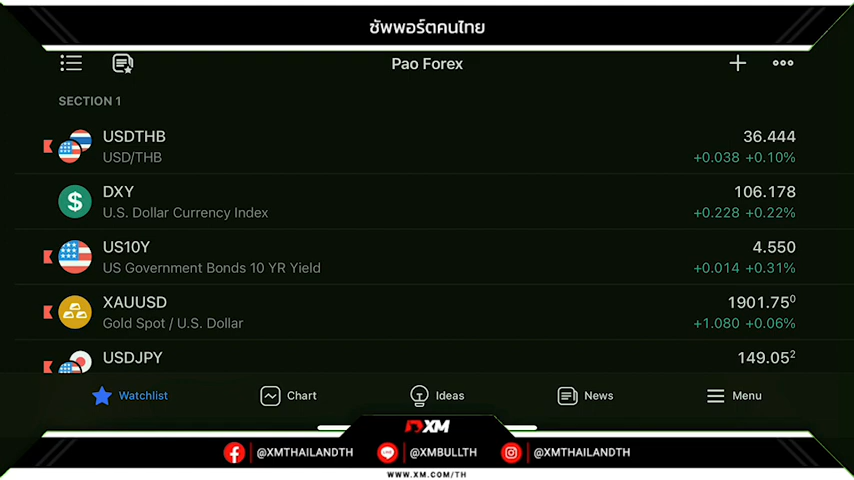 ซัพพอร์ตคนไทย
Pao Forex
SECTION 1
USDTHB 36.444
USD/THB +0.038 +0.10%
DXY 106.178
U.S. Dollar Currency Index +0.228 +0.22%
US10Y 4.550
US Government Bonds 10 YR Yield +0.014 +0.31%
XAUUSD 1901.75⁰
Gold Spot / U.S. Dollar +1.080 +0.06%
USDJPY 149.05²
Watchlist Chart Ideas News Menu
XM
@XMTHAILANDTH @XMBULLTH @XMTHAILANDTH
WWW.XM.COM/TH